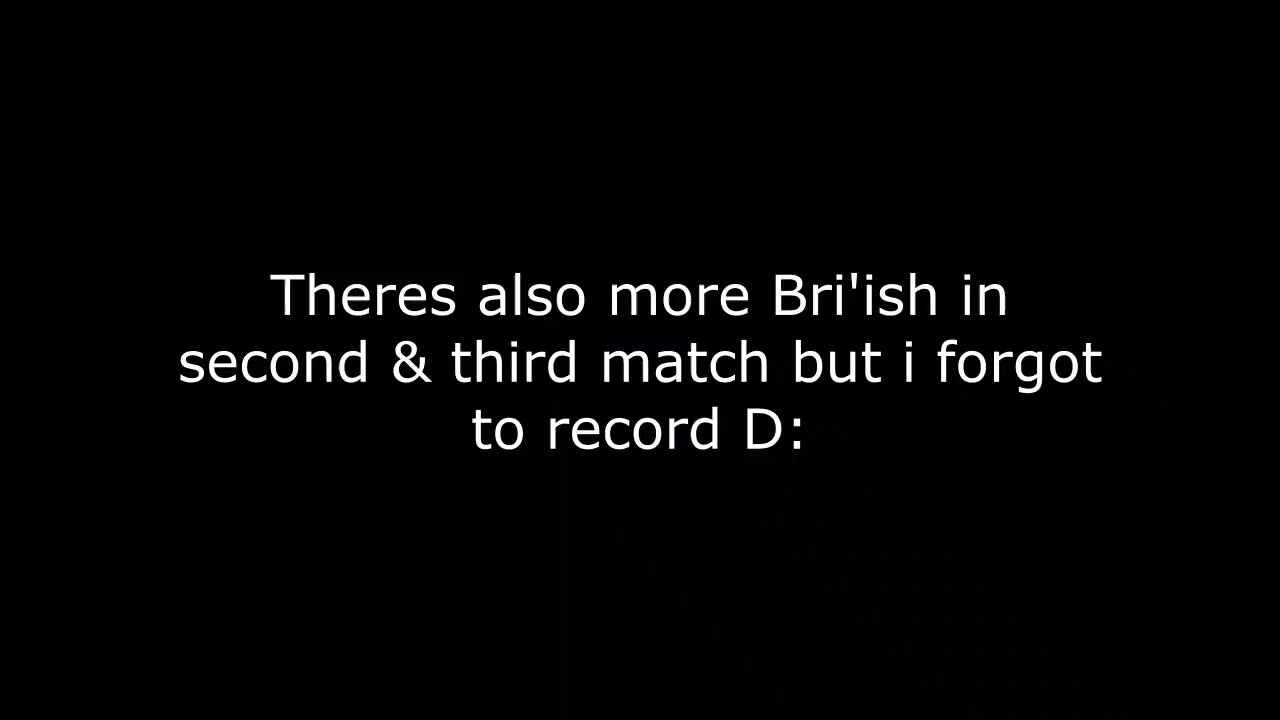 Theres also more Bri'ish in
second & third match but i forgot
to record D: